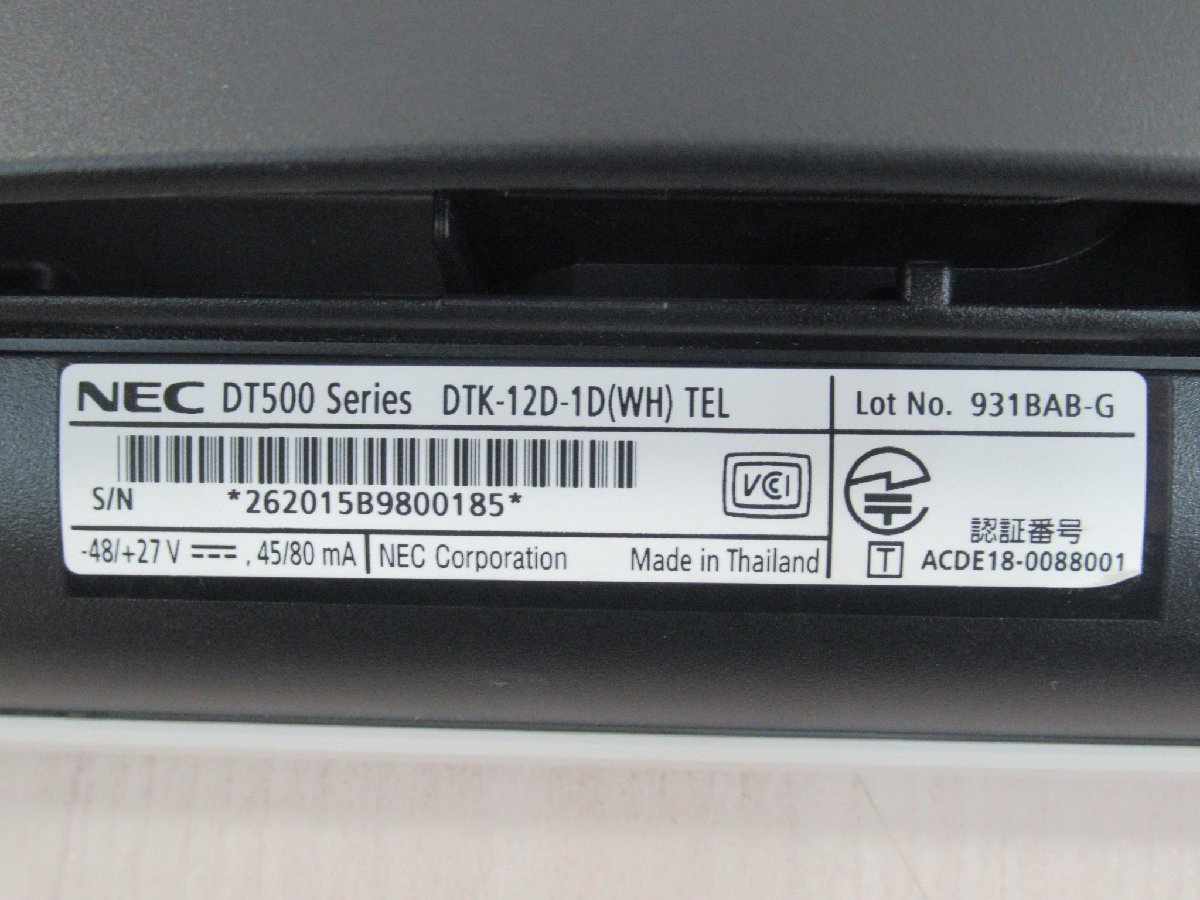 NEC DT500 Series DTK-12D-1D(WH) TEL
Lot No. 931BAB-G
S/N *262015B9800185*
VCCI
-48/+27 V ⎓, 45/80 mA
NEC Corporation
Made in Thailand
認証番号
T ACDE18-0088001